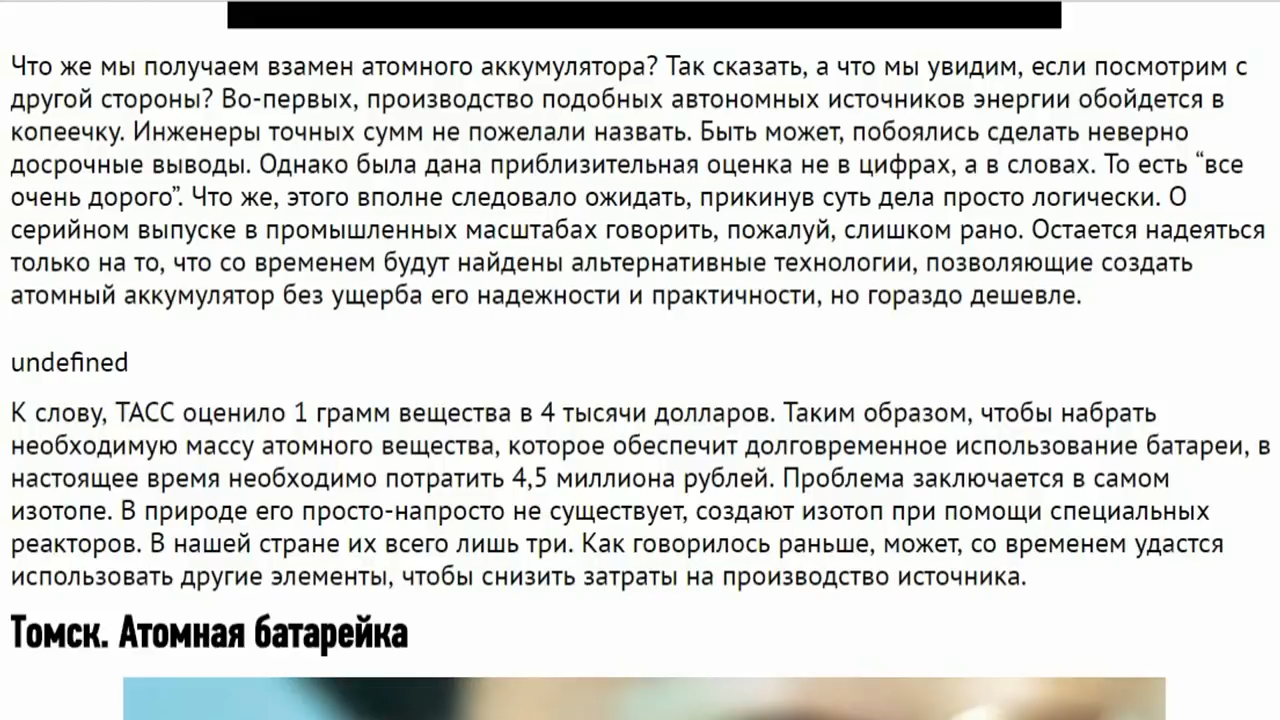 Что же мы получаем взамен атомного аккумулятора? Так сказать, а что мы увидим, если посмотрим с
другой стороны? Во-первых, производство подобных автономных источников энергии обойдется в
копеечку. Инженеры точных сумм не пожелали назвать. Быть может, побоялись сделать неверно
досрочные выводы. Однако была дана приблизительная оценка не в цифрах, а в словах. То есть “все
очень дорого”. Что же, этого вполне следовало ожидать, прикинув суть дела просто логически. О
серийном выпуске в промышленных масштабах говорить, пожалуй, слишком рано. Остается надеяться
только на то, что со временем будут найдены альтернативные технологии, позволяющие создать
атомный аккумулятор без ущерба его надежности и практичности, но гораздо дешевле.
undefined
К слову, ТАСС оценило 1 грамм вещества в 4 тысячи долларов. Таким образом, чтобы набрать
необходимую массу атомного вещества, которое обеспечит долговременное использование батареи, в
настоящее время необходимо потратить 4,5 миллиона рублей. Проблема заключается в самом
изотопе. В природе его просто-напросто не существует, создают изотоп при помощи специальных
реакторов. В нашей стране их всего лишь три. Как говорилось раньше, может, со временем удастся
использовать другие элементы, чтобы снизить затраты на производство источника.
Томск. Атомная батарейка